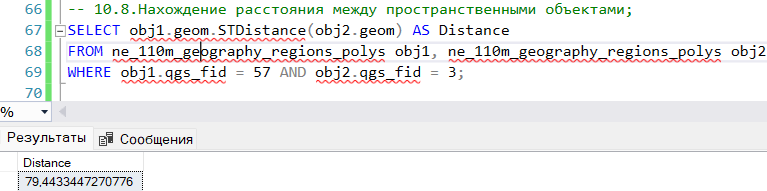 66 -- 10.8.Нахождение расстояния между пространственными объектами;
67 SELECT obj1.geom.STDistance(obj2.geom) AS Distance
68 FROM ne_110m_geography_regions_polys obj1, ne_110m_geography_regions_polys obj2
69 WHERE obj1.qgs_fid = 57 AND obj2.qgs_fid = 3;
70
%
Результаты Сообщения
Distance
79,4433447270776